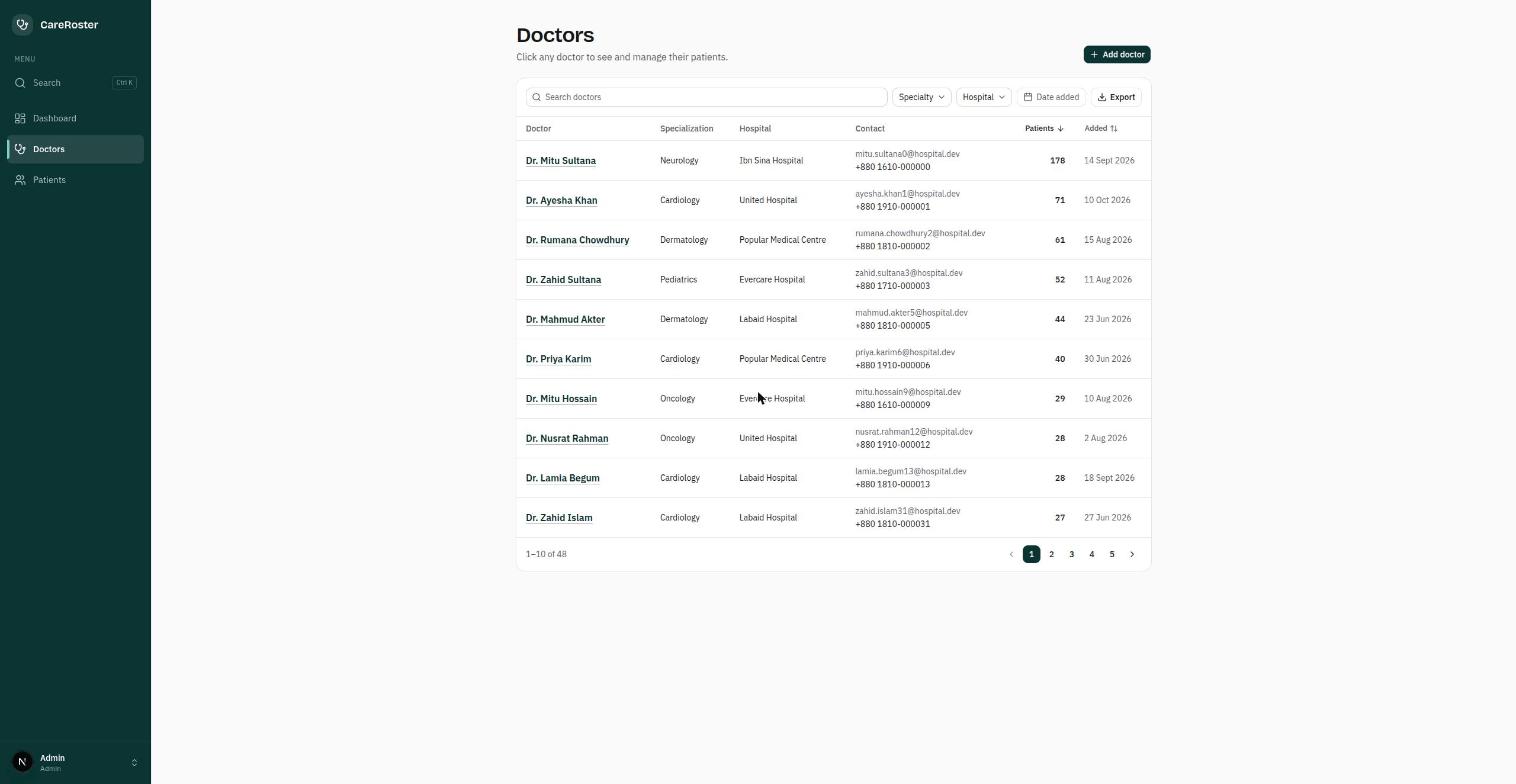 CareRoster
MENU
Search Ctrl K
Dashboard
Doctors
Patients
N Admin
Admin
Doctors
Click any doctor to see and manage their patients.
Add doctor
Search doctors Specialty Hospital Date added Export
Doctor Specialization Hospital Contact Patients Added
Dr. Mitu Sultana Neurology Ibn Sina Hospital mitu.sultana0@hospital.dev 178 14 Sept 2026
+880 1610-000000
Dr. Ayesha Khan Cardiology United Hospital ayesha.khan1@hospital.dev 71 10 Oct 2026
+880 1910-000001
Dr. Rumana Chowdhury Dermatology Popular Medical Centre rumana.chowdhury2@hospital.dev 61 15 Aug 2026
+880 1810-000002
Dr. Zahid Sultana Pediatrics Evercare Hospital zahid.sultana3@hospital.dev 52 11 Aug 2026
+880 1710-000003
Dr. Mahmud Akter Dermatology Labaid Hospital mahmud.akter5@hospital.dev 44 23 Jun 2026
+880 1810-000005
Dr. Priya Karim Cardiology Popular Medical Centre priya.karim6@hospital.dev 40 30 Jun 2026
+880 1910-000006
Dr. Mitu Hossain Oncology Evercare Hospital mitu.hossain9@hospital.dev 29 10 Aug 2026
+880 1610-000009
Dr. Nusrat Rahman Oncology United Hospital nusrat.rahman12@hospital.dev 28 2 Aug 2026
+880 1910-000012
Dr. Lamia Begum Cardiology Labaid Hospital lamia.begum13@hospital.dev 28 18 Sept 2026
+880 1810-000013
Dr. Zahid Islam Cardiology Labaid Hospital zahid.islam31@hospital.dev 27 27 Jun 2026
+880 1810-000031
1–10 of 48 1 2 3 4 5